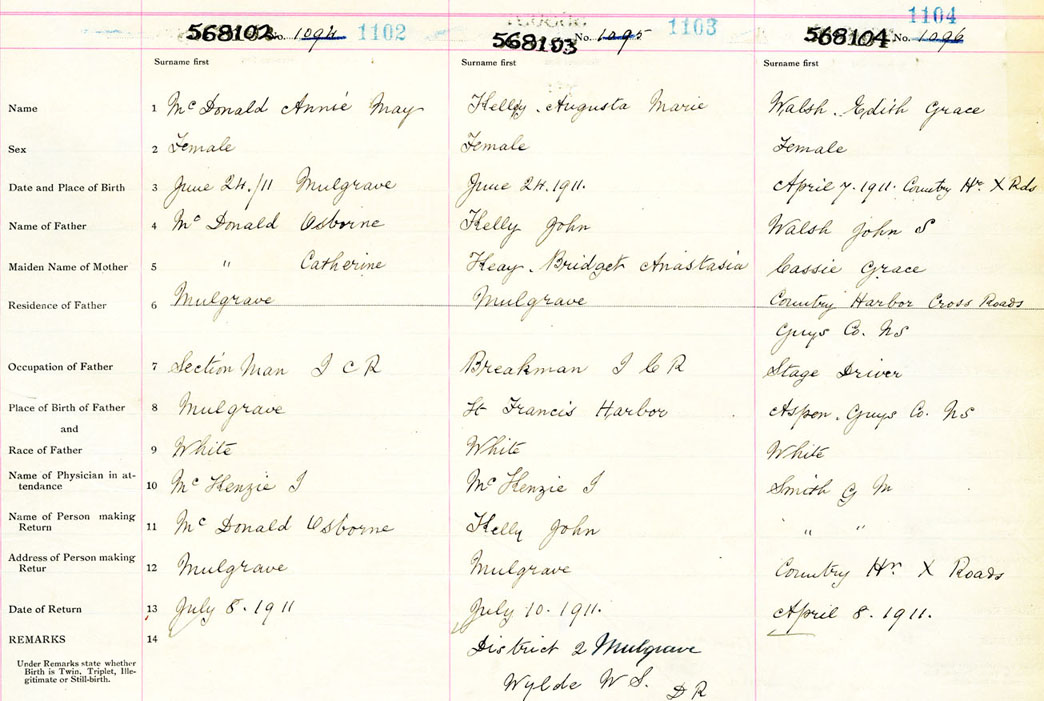 568102 No. 1094 1102 568103 No. 1095 1103 568104 No. 1096 1104
Surname first Surname first Surname first
Name 1 McDonald Annie May Kelly. Augusta Marie Walsh. Edith Grace
Sex 2 Female Female Female
Date and Place of Birth 3 June 24./11 Mulgrave June 24.1911. April 7.1911. Country Hr X Rds
Name of Father 4 McDonald Osborne Kelly John Walsh John S
Maiden Name of Mother 5 " Catherine Keay. Bridget Anastasia Cassie Grace
Residence of Father 6 Mulgrave Mulgrave Country Harbor Cross Roads
Guys Co. NS
Occupation of Father 7 Section Man I C R Breakman I C R Stage Driver
Place of Birth of Father 8 Mulgrave St Francis Harbor Aspen. Guys Co. NS
and
Race of Father 9 White White White
Name of Physician in at-
tendance 10 McKenzie I McKenzie I Smith G M
Name of Person making
Return 11 McDonald Osborne Kelly John " "
Address of Person making
Retur 12 Mulgrave Mulgrave Country Hr X Roads
Date of Return 13 July 8.1911 July 10.1911. April 8.1911.
REMARKS 14 District 2 Mulgrave
Under Remarks state whether
Birth is Twin, Triplet, Ille-
gitimate or Still-birth.
Wylde W S. D R